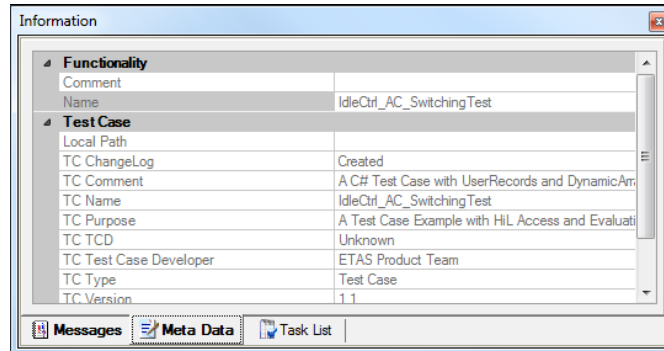 Information
Functionality
Comment
Name IdleCtrl_AC_SwitchingTest
Test Case
Local Path
TC ChangeLog Created
TC Comment A C# Test Case with UserRecords and
TC Name IdleCtrl_AC_SwitchingTest
TC Purpose A Test Case Example with HiL Access and
TC TCD Unknown
TC Test Case Developer ETAS Product Team
TC Type Test Case
TC Version 1.1
Messages Meta Data Task List